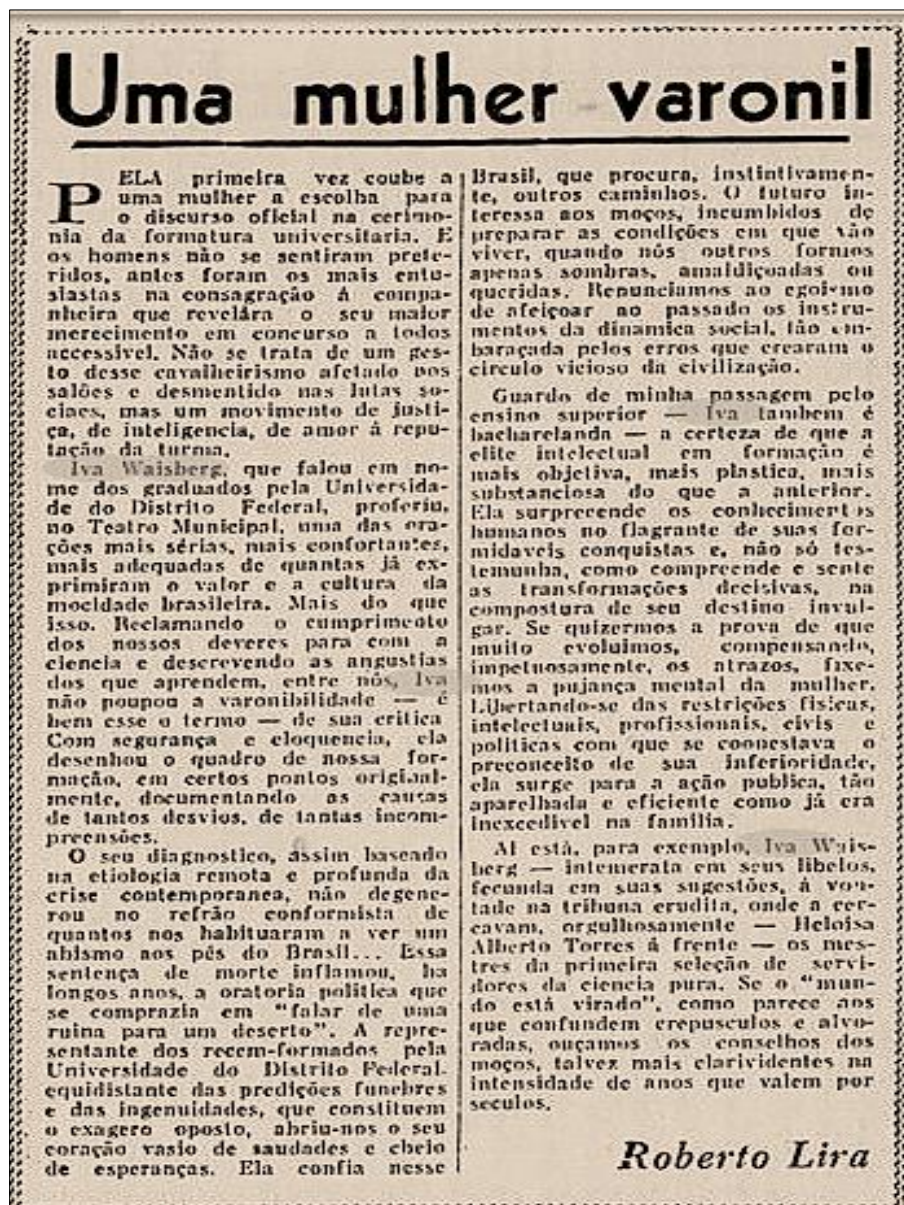 Uma mulher varonil
PELA primeira vez coube a
uma mulher a escolha para
o discurso oficial na cerimo-
nia da formatura universitaria. E
os homens não se sentiram prete-
ridos, antes foram os mais entu-
siastas na consagração á compa-
nheira que revelára o seu maior
merecimento em concurso a todos
accessivel. Não se trata de um ges-
to desse cavalheirismo afetado nos
salões e desmentido nas lutas so-
ciaes, mas um movimento de justi-
ça, de inteligencia, de amor á repu-
tação da turma.
Iva Waisberg, que falou em no-
me dos graduados pela Universida-
de do Distrito Federal, proferiu,
no Teatro Municipal, uma das ora-
ções mais sérias, mais confortantes,
mais adequadas de quantas já ex-
primiram o valor e a cultura da
mocidade brasileira. Mais do que
isso. Reclamando o cumprimento
dos nossos deveres para com a
ciencia e descrevendo as angustias
dos que aprendem, entre nós, Iva
não poupou a varonibilidade — é
bem esse o termo — de sua critica
Com segurança e eloquencia, ela
desenhou o quadro de nossa for-
mação, em certos pontos original-
mente, documentando as causas
de tantos desvios, de tantas incom-
preensões.
O seu diagnostico, assim baseado
na etiologia remota e profunda da
crise contemporanea, não degene-
rou no refrão conformista de
quantos nos habituaram a ver um
abismo aos pés do Brasil... Essa
sentença de morte inflamou, ha
longos anos, a oratoria politica que
se comprazia em "falar de uma
ruina para um deserto". A repre-
sentante dos recem-formados pela
Universidade do Distrito Federal.
equidistante das predições funebres
e das ingenuidades, que constituem
o exagero oposto, abriu-nos o seu
coração vasio de saudades e cheio
de esperanças. Ela confia nesse
Brasil, que procura, instintivamen-
te, outros caminhos. O futuro in-
teressa aos moços, incumbidos de
preparar as condições em que vão
viver, quando nós outros formos
apenas sombras, amaldiçoadas ou
queridas. Renunciamos ao egoismo
de afeiçoar ao passado os instru-
mentos da dinamica social, tão em-
baraçada pelos erros que crearam o
circulo vicioso da civilização.
Guardo de minha passagem pelo
ensino superior — Iva tambem é
bacharelanda — a certeza de que a
elite intelectual em formação é
mais objetiva, mais plastica, mais
substanciosa do que a anterior.
Ela surpreende os conhecimentos
humanos no flagrante de suas for-
midaveis conquistas e, não só tes-
temunha, como compreende e sente
as transformações decisivas, na
compostura de seu destino invul-
gar. Se quizermos a prova de que
muito evoluimos, compensando,
impetuosamente, os atrazos, fixe-
mos a pujança mental da mulher.
Libertando-se das restrições fisicas,
intelectuais, profissionais, civis e
politicas com que se coonestava o
preconceito de sua inferioridade,
ela surge para a ação publica, tão
aparelhada e eficiente como já era
inexcedivel na familia.
Aí está, para exemplo, Iva Wais-
berg — intemerata em seus libelos,
fecunda em suas sugestões, á von-
tade na tribuna erudita, onde a cer-
cavam, orgulhosamente — Heloisa
Alberto Torres á frente — os mes-
tres da primeira seleção de servi-
dores da ciencia pura. Se o "mun-
do está virado", como parece aos
que confundem crepusculos e alvo-
radas, ouçamos os conselhos dos
moços, talvez mais clarividentes na
intensidade de anos que valem por
seculos.
Roberto Lira